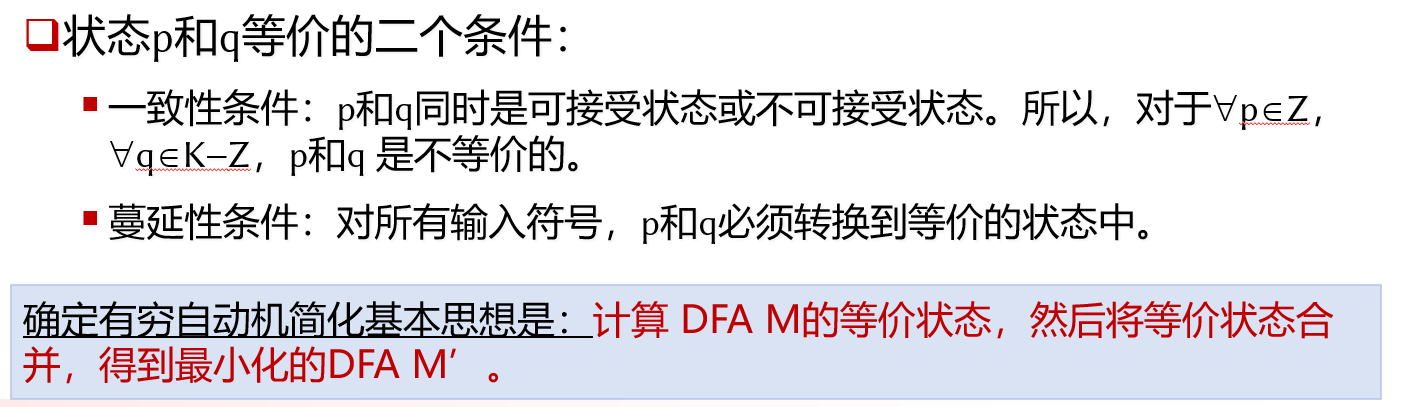 状态p和q等价的二个条件：
一致性条件：p和q同时是可接受状态或不可接受状态。所以，对于∀p∈Z，
∀q∈K−Z，p和q 是不等价的。
蔓延性条件：对所有输入符号，p和q必须转换到等价的状态中。
确定有穷自动机简化基本思想是：计算 DFA M的等价状态，然后将等价状态合
并，得到最小化的DFA M’ 。